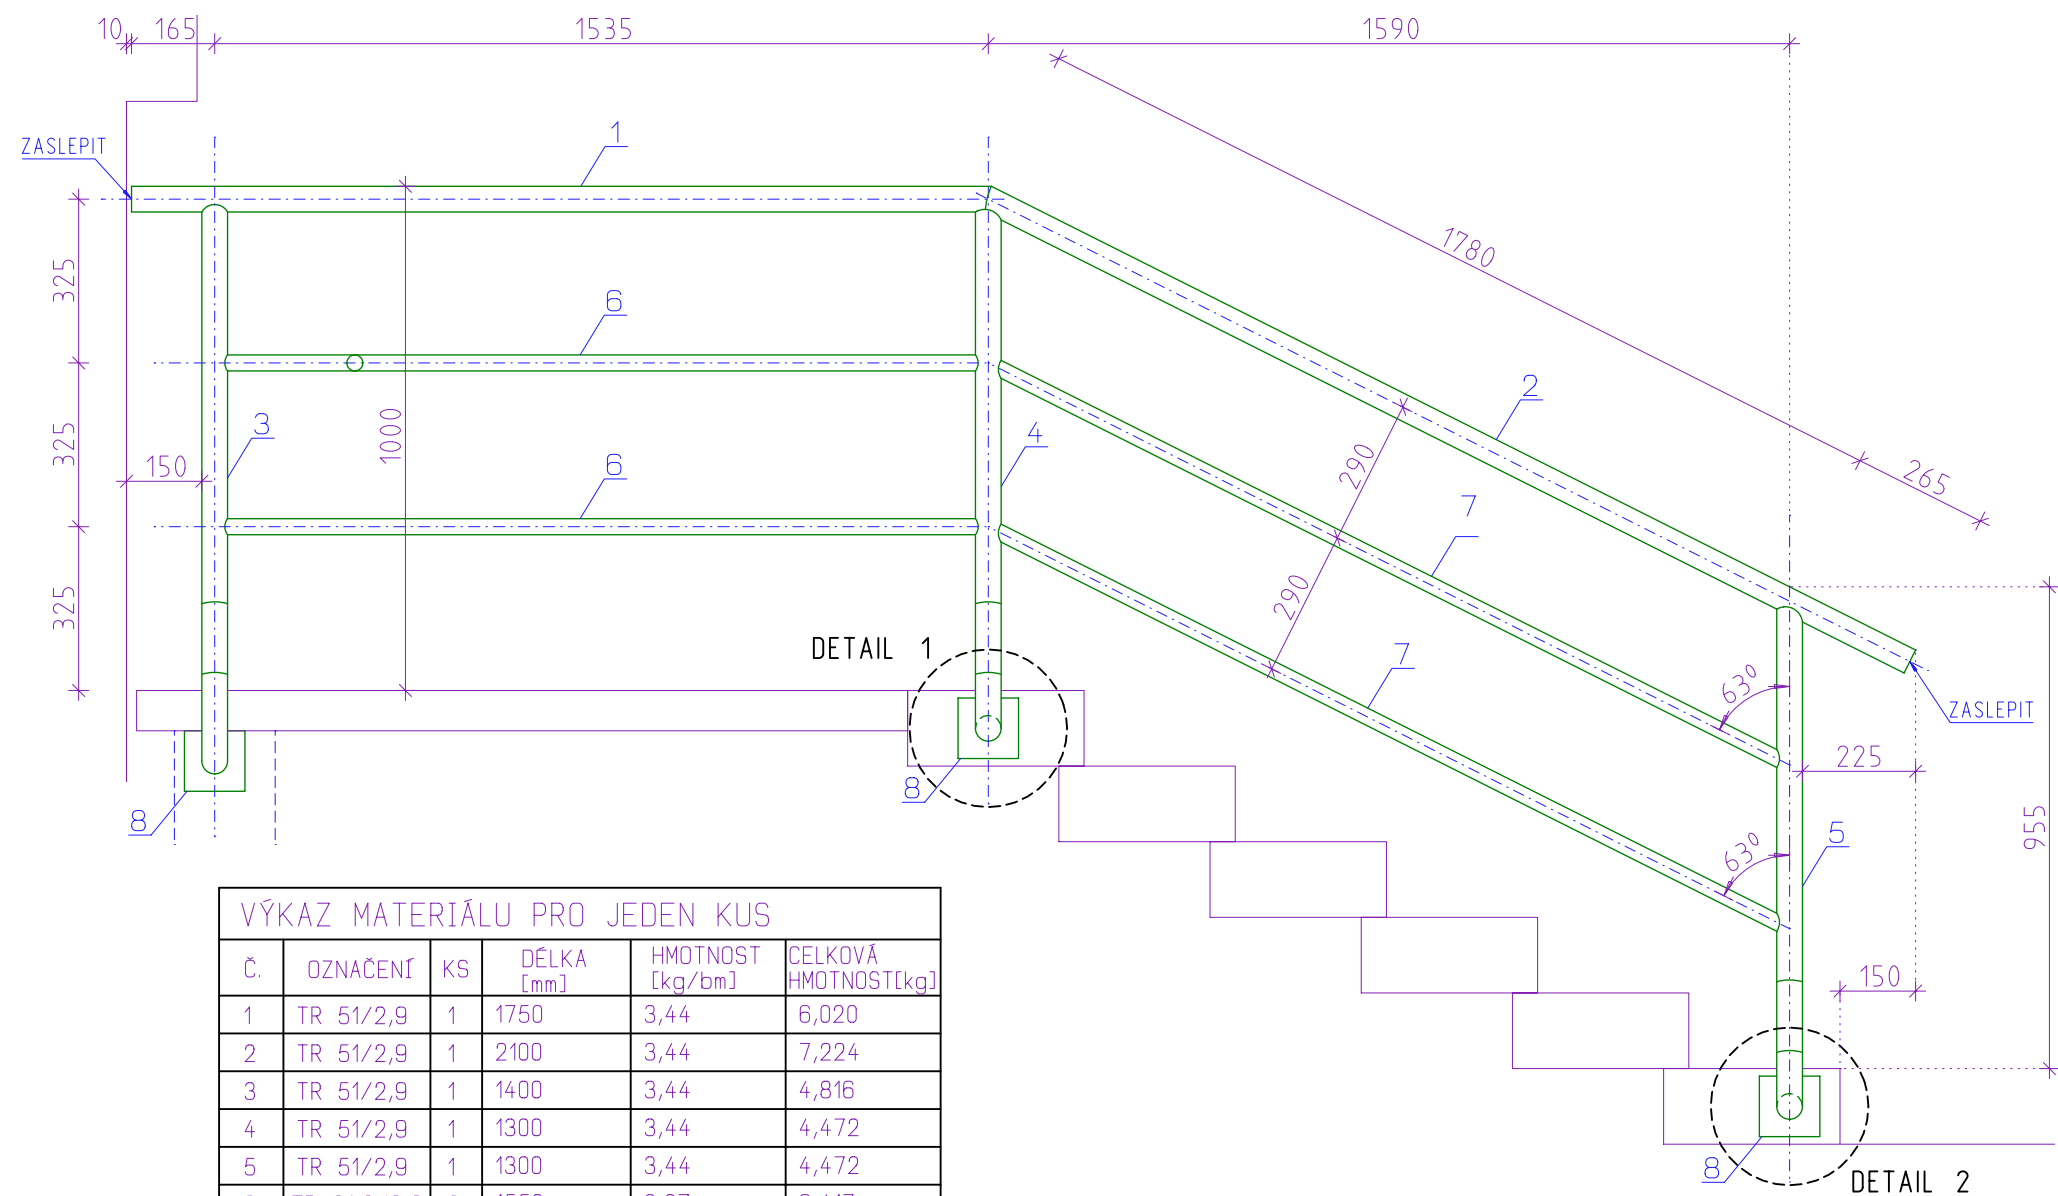 10 165 1535 1590
ZASLEPIT
1
1780
265
325
6
2
3
1000
4
290
7
325
150
6
290
7
325
DETAIL 1
63°
ZASLEPIT
225
8
8
955
5
63°
150
8
DETAIL 2
VÝKAZ MATERIÁLU PRO JEDEN KUS
Č. OZNAČENÍ KS DÉLKA [mm] HMOTNOST [kg/bm] CELKOVÁ HMOTNOST[kg]
1 TR 51/2,9 1 1750 3,44 6,020
2 TR 51/2,9 1 2100 3,44 7,224
3 TR 51/2,9 1 1400 3,44 4,816
4 TR 51/2,9 1 1300 3,44 4,472
5 TR 51/2,9 1 1300 3,44 4,472